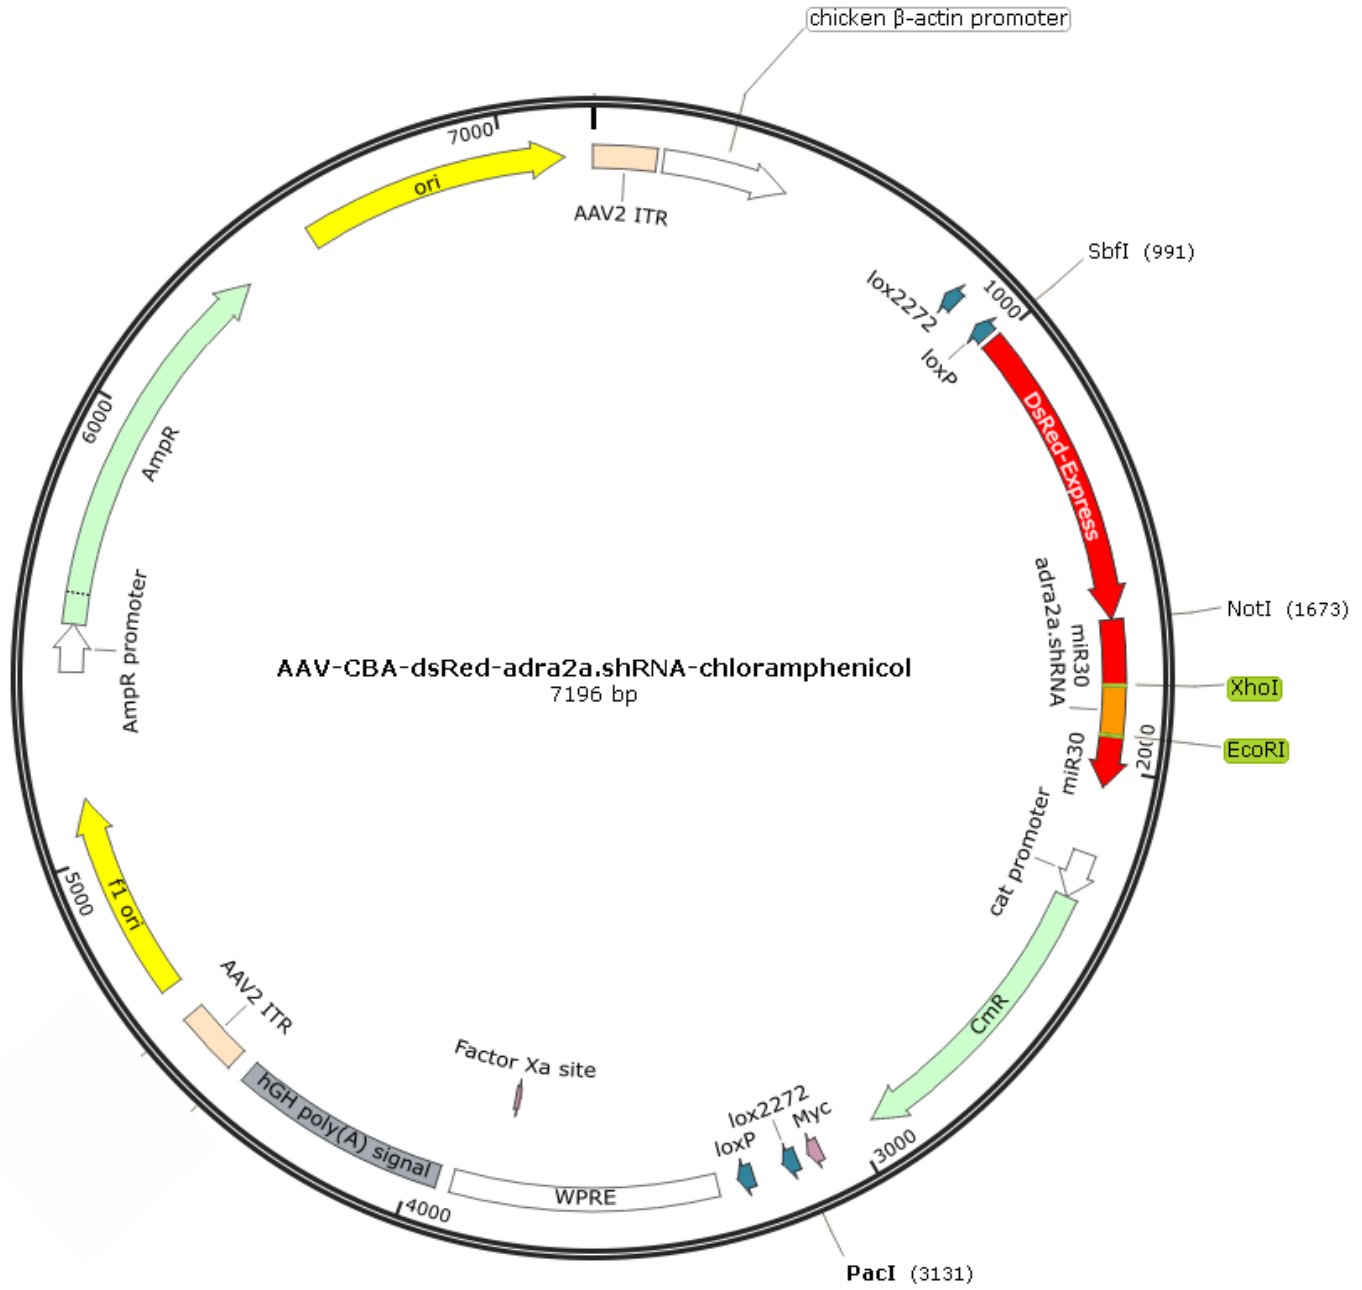 chicken β-actin promoter
7000
ori
AAV2 ITR
SbfI (991)
lox2272
1000
loxP
DsRed-Express
AmpR
6000
NotI (1673)
adra2a.shRNA
miR30
XhoI
EcoRI
2000
miR30
AmpR promoter
AAV-CBA-dsRed-adra2a.shRNA-chloramphenicol
7196 bp
cat promoter
CmR
5000
f1 ori
AAV2 ITR
Factor Xa site
hGH poly(A) signal
lox2272
Myc
loxP
3000
WPRE
4000
PacI (3131)